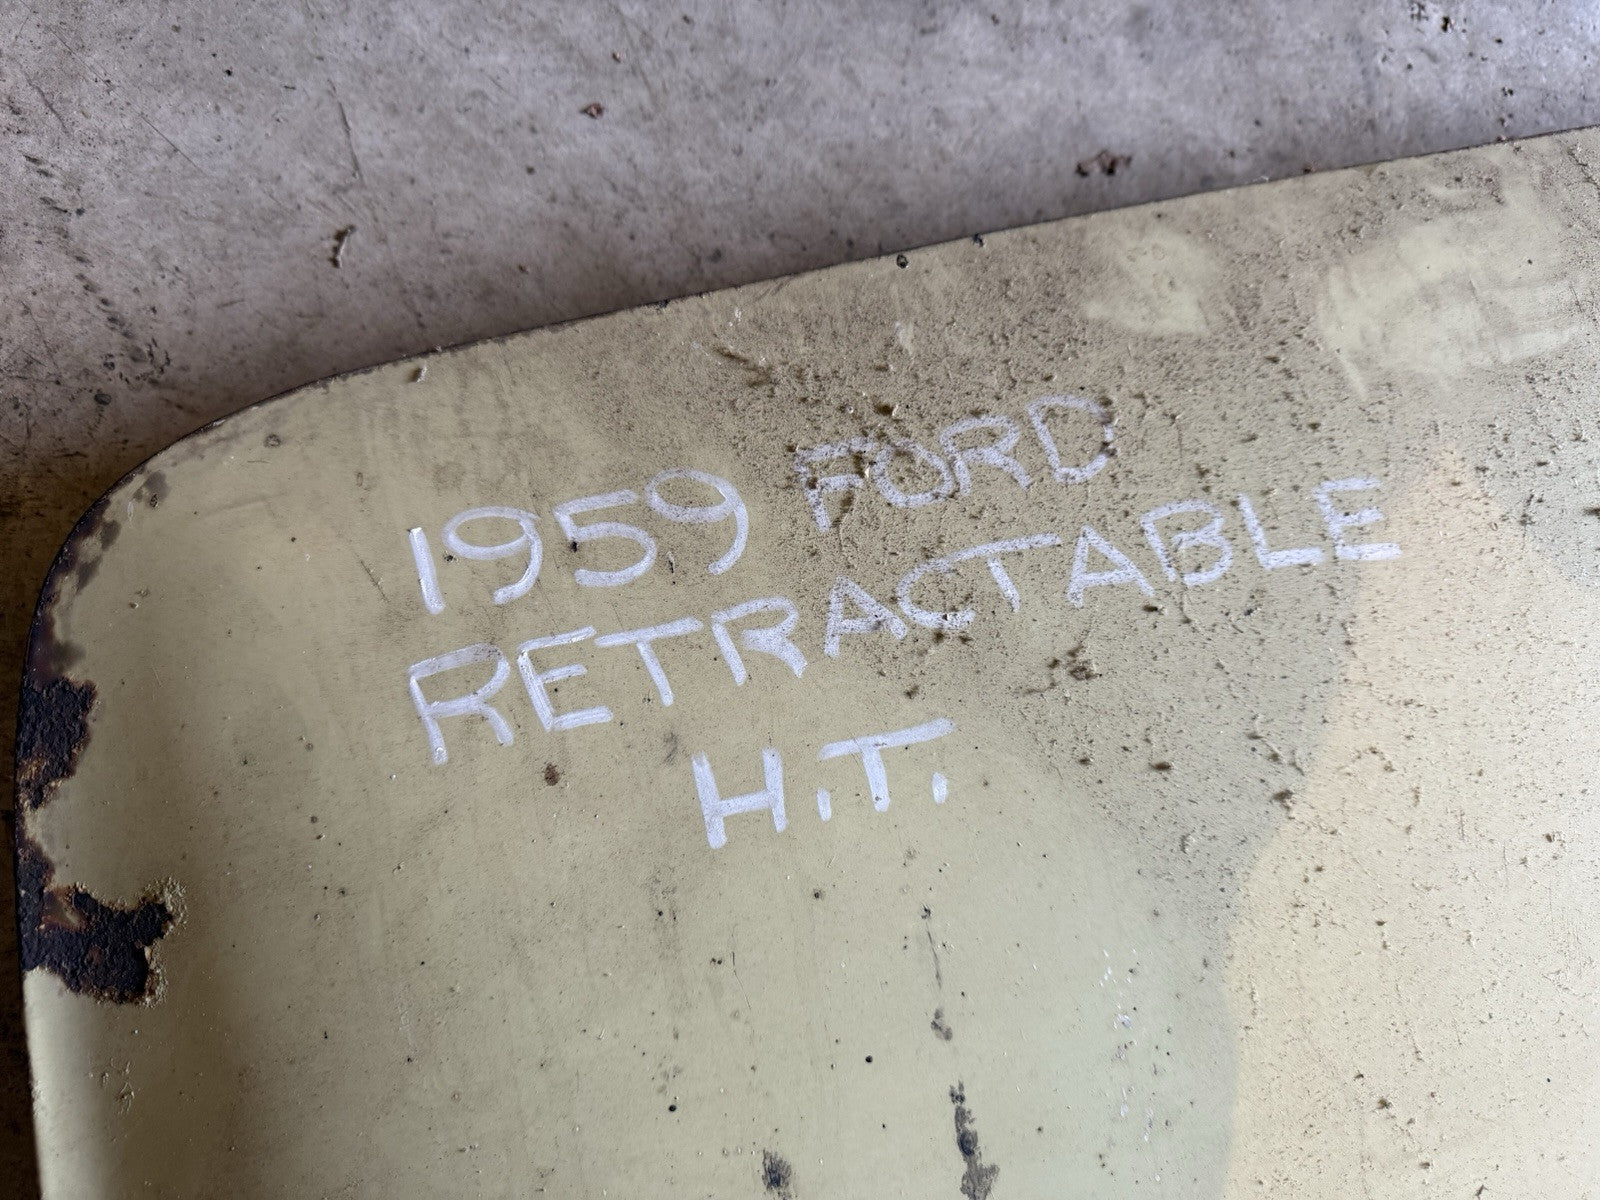 1959 FORD
RETRACTABLE
H.T.